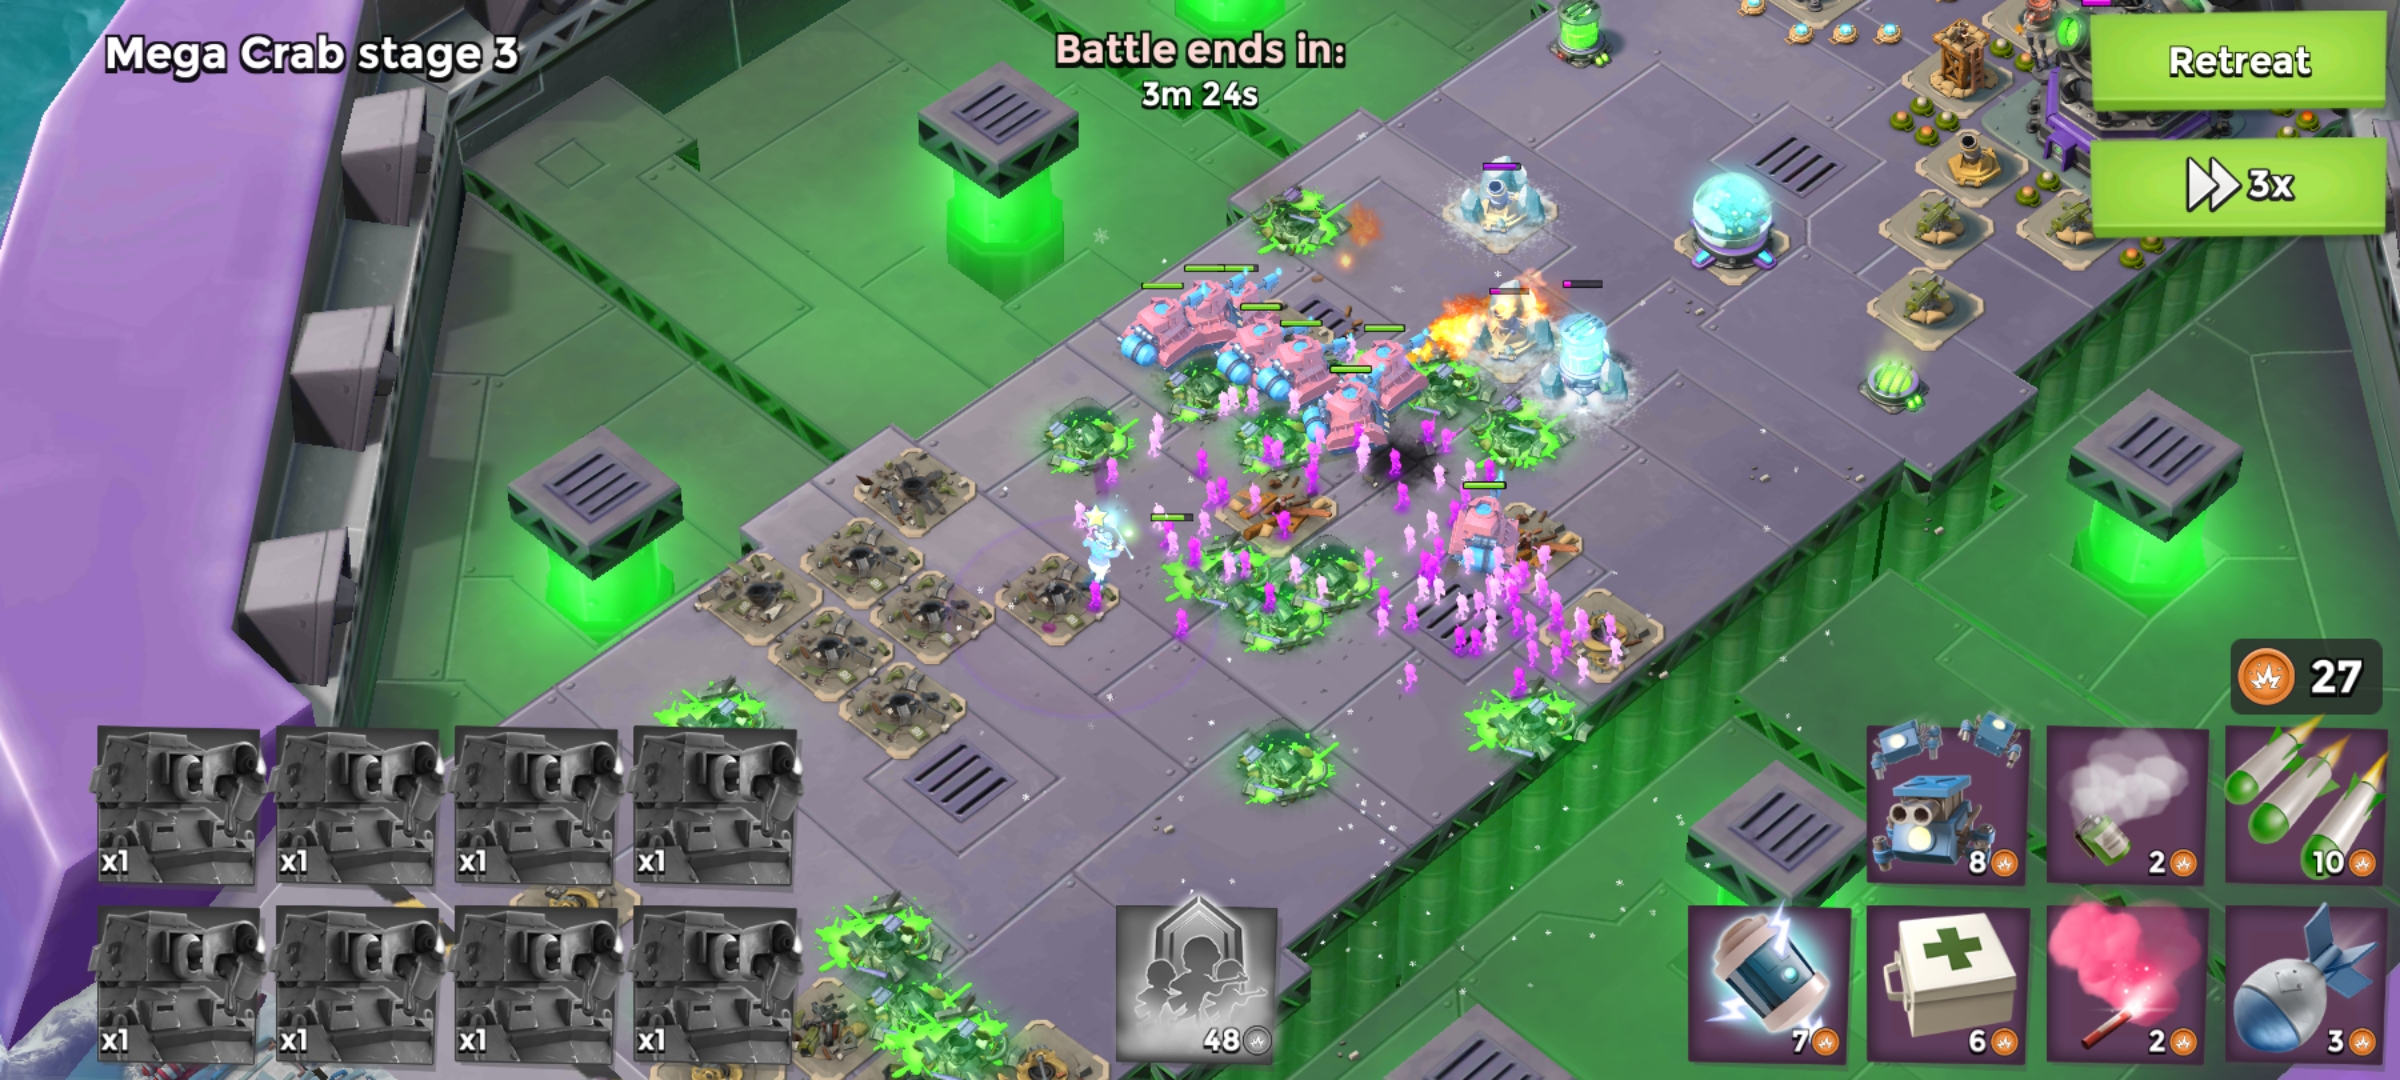 Mega Crab stage 3
Battle ends in:
3m 24s
Retreat
3x
27
x1
x1
x1
x1
8
2
10
x1
x1
x1
x1
48
7
6
2
3